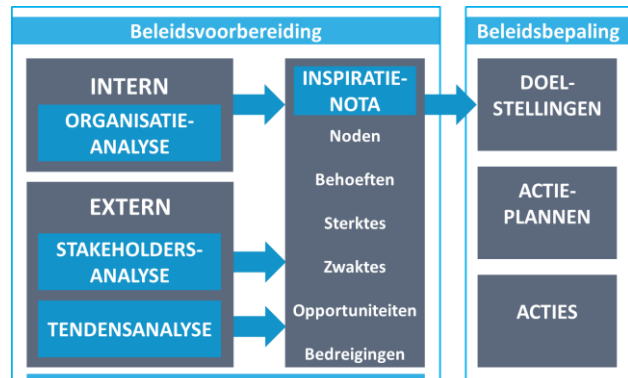 Beleidsvoorbereiding
INTERN
ORGANISATIE-
ANALYSE
EXTERN
STAKEHOLDERS-
ANALYSE
TENDENSANALYSE
INSPIRATIE-
NOTA
Noden
Behoeften
Sterktes
Zwaktes
Opportuniteiten
Bedreigingen
Beleidsbepaling
DOEL-
STELLINGEN
ACTIE-
PLANNEN
ACTIES